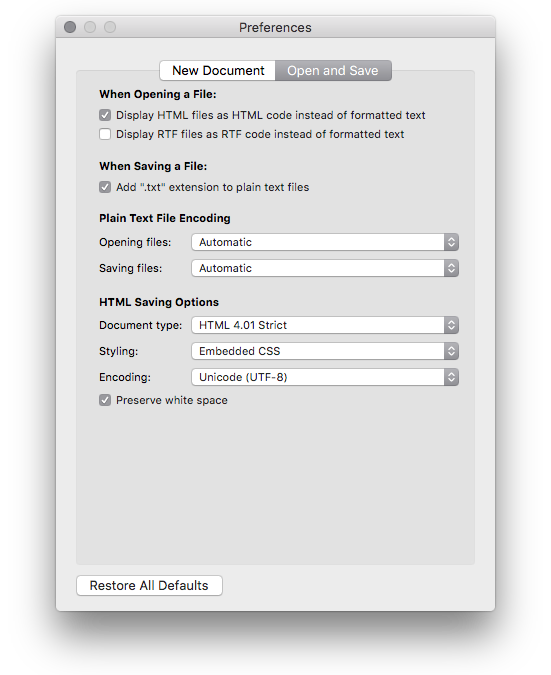 Preferences
New Document Open and Save
When Opening a File:
Display HTML files as HTML code instead of formatted text
Display RTF files as RTF code instead of formatted text
When Saving a File:
Add ".txt" extension to plain text files
Plain Text File Encoding
Opening files: Automatic
Saving files: Automatic
HTML Saving Options
Document type: HTML 4.01 Strict
Styling: Embedded CSS
Encoding: Unicode (UTF-8)
Preserve white space
Restore All Defaults